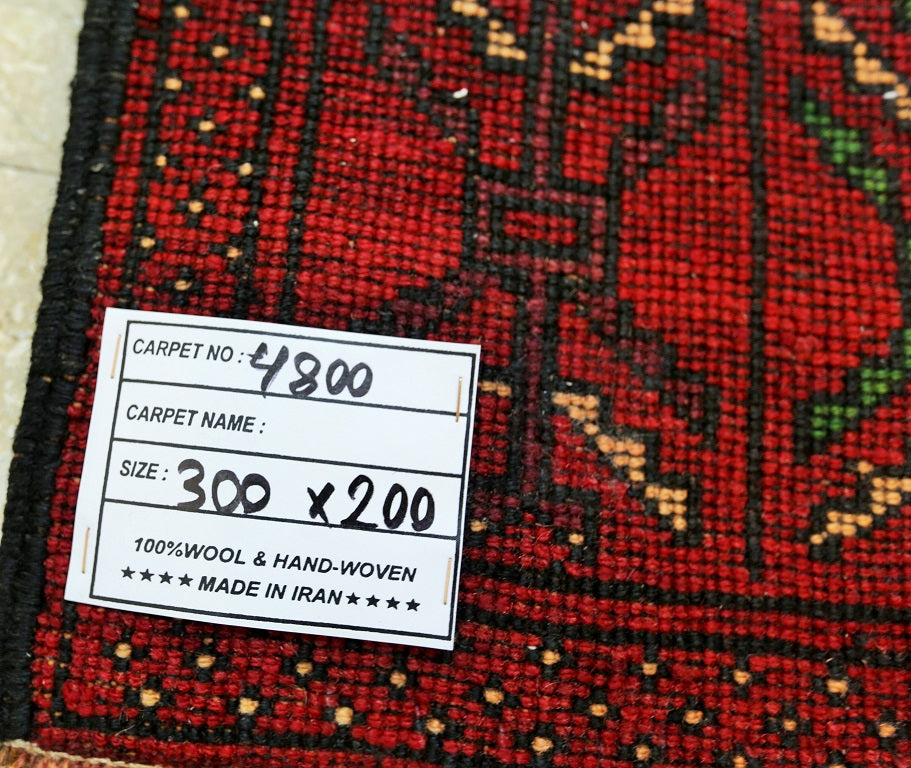 CARPET NO : 4800
CARPET NAME :
SIZE : 300 x200
100%WOOL & HAND-WOVEN
★★★★ MADE IN IRAN ★★★★